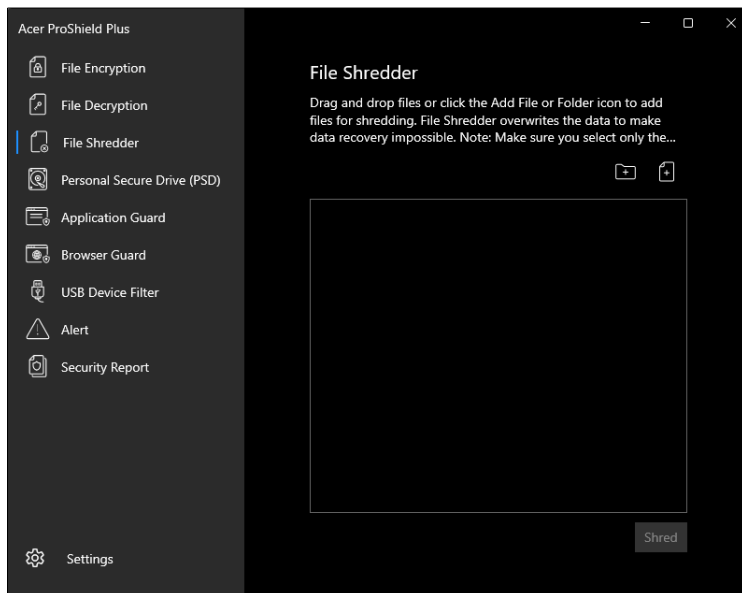 Acer ProShield Plus
File Encryption
File Decryption
File Shredder
Personal Secure Drive (PSD)
Application Guard
Browser Guard
USB Device Filter
Alert
Security Report
Settings
File Shredder
Drag and drop files or click the Add File or Folder icon to add
files for shredding. File Shredder overwrites the data to make
data recovery impossible. Note: Make sure you select only the...
Shred